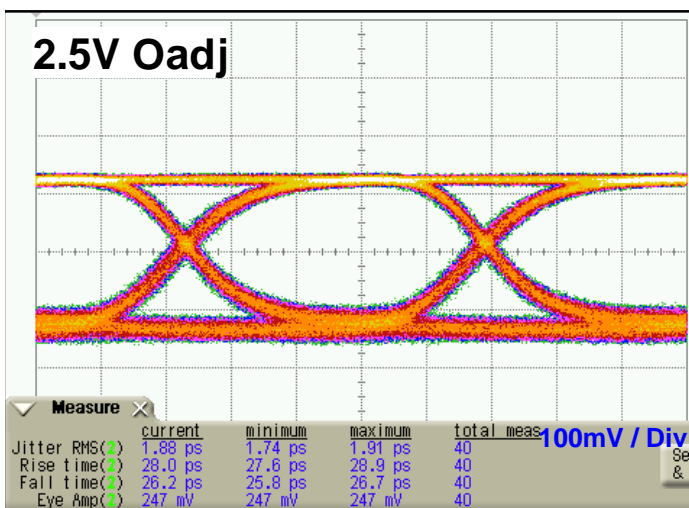 2.5V Oadj
Measure
current minimum maximum total meas
100mV / Div
Jitter RMS(2) 1.88 ps 1.74 ps 1.91 ps 40
Rise time(2) 28.0 ps 27.6 ps 28.9 ps 40
Fall time(2) 26.2 ps 25.8 ps 26.7 ps 40
Eye Amp(2) 247 mV 247 mV 247 mV 40
Se
&